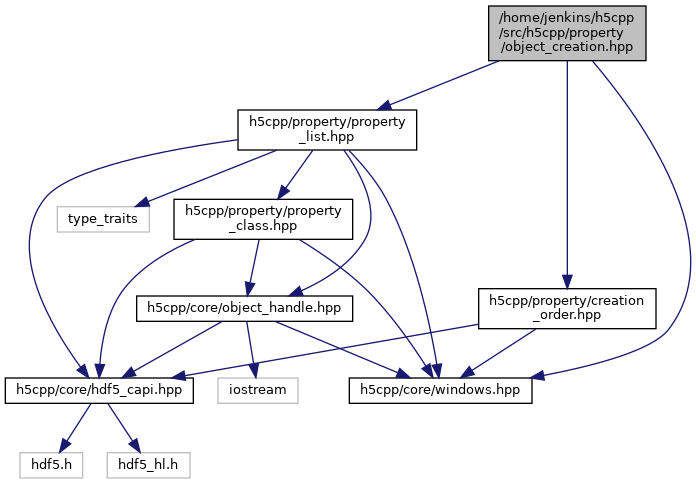 /home/jenkins/h5cpp
/src/h5cpp/property
/object_creation.hpp
h5cpp/property/property
_list.hpp
type_traits
h5cpp/property/property
_class.hpp
h5cpp/core/object_handle.hpp
h5cpp/property/creation
_order.hpp
h5cpp/core/hdf5_capi.hpp
iostream
h5cpp/core/windows.hpp
hdf5.h
hdf5_hl.h